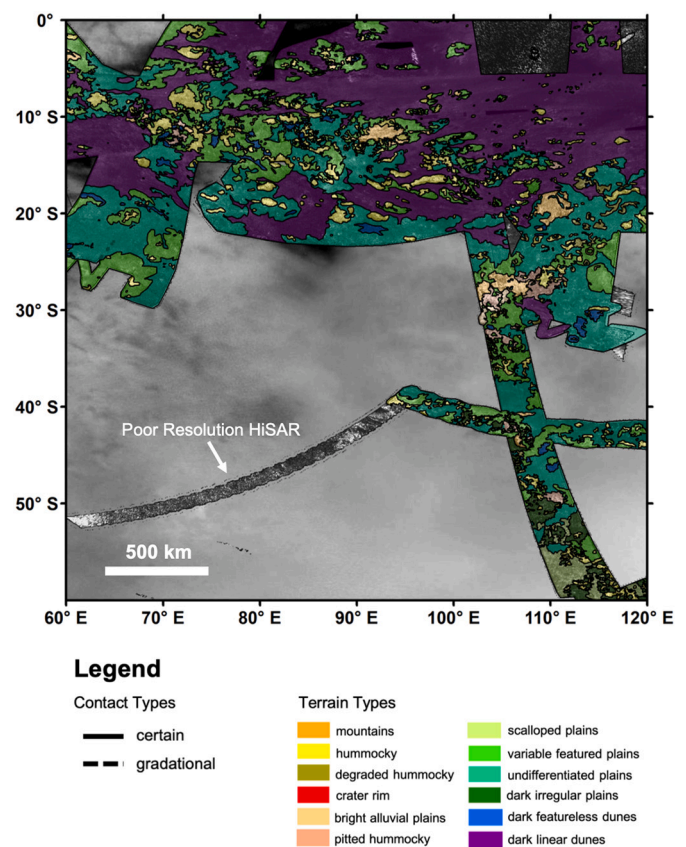 0°
10° S
20° S
30° S
40° S
50° S
Poor Resolution HiSAR
500 km
60° E 70° E 80° E 90° E 100° E 110° E 120° E
Legend
Contact Types
certain
gradational
Terrain Types
mountains
hummocky
degraded hummocky
crater rim
bright alluvial plains
pitted hummocky
scalloped plains
variable featured plains
undifferentiated plains
dark irregular plains
dark featureless dunes
dark linear dunes